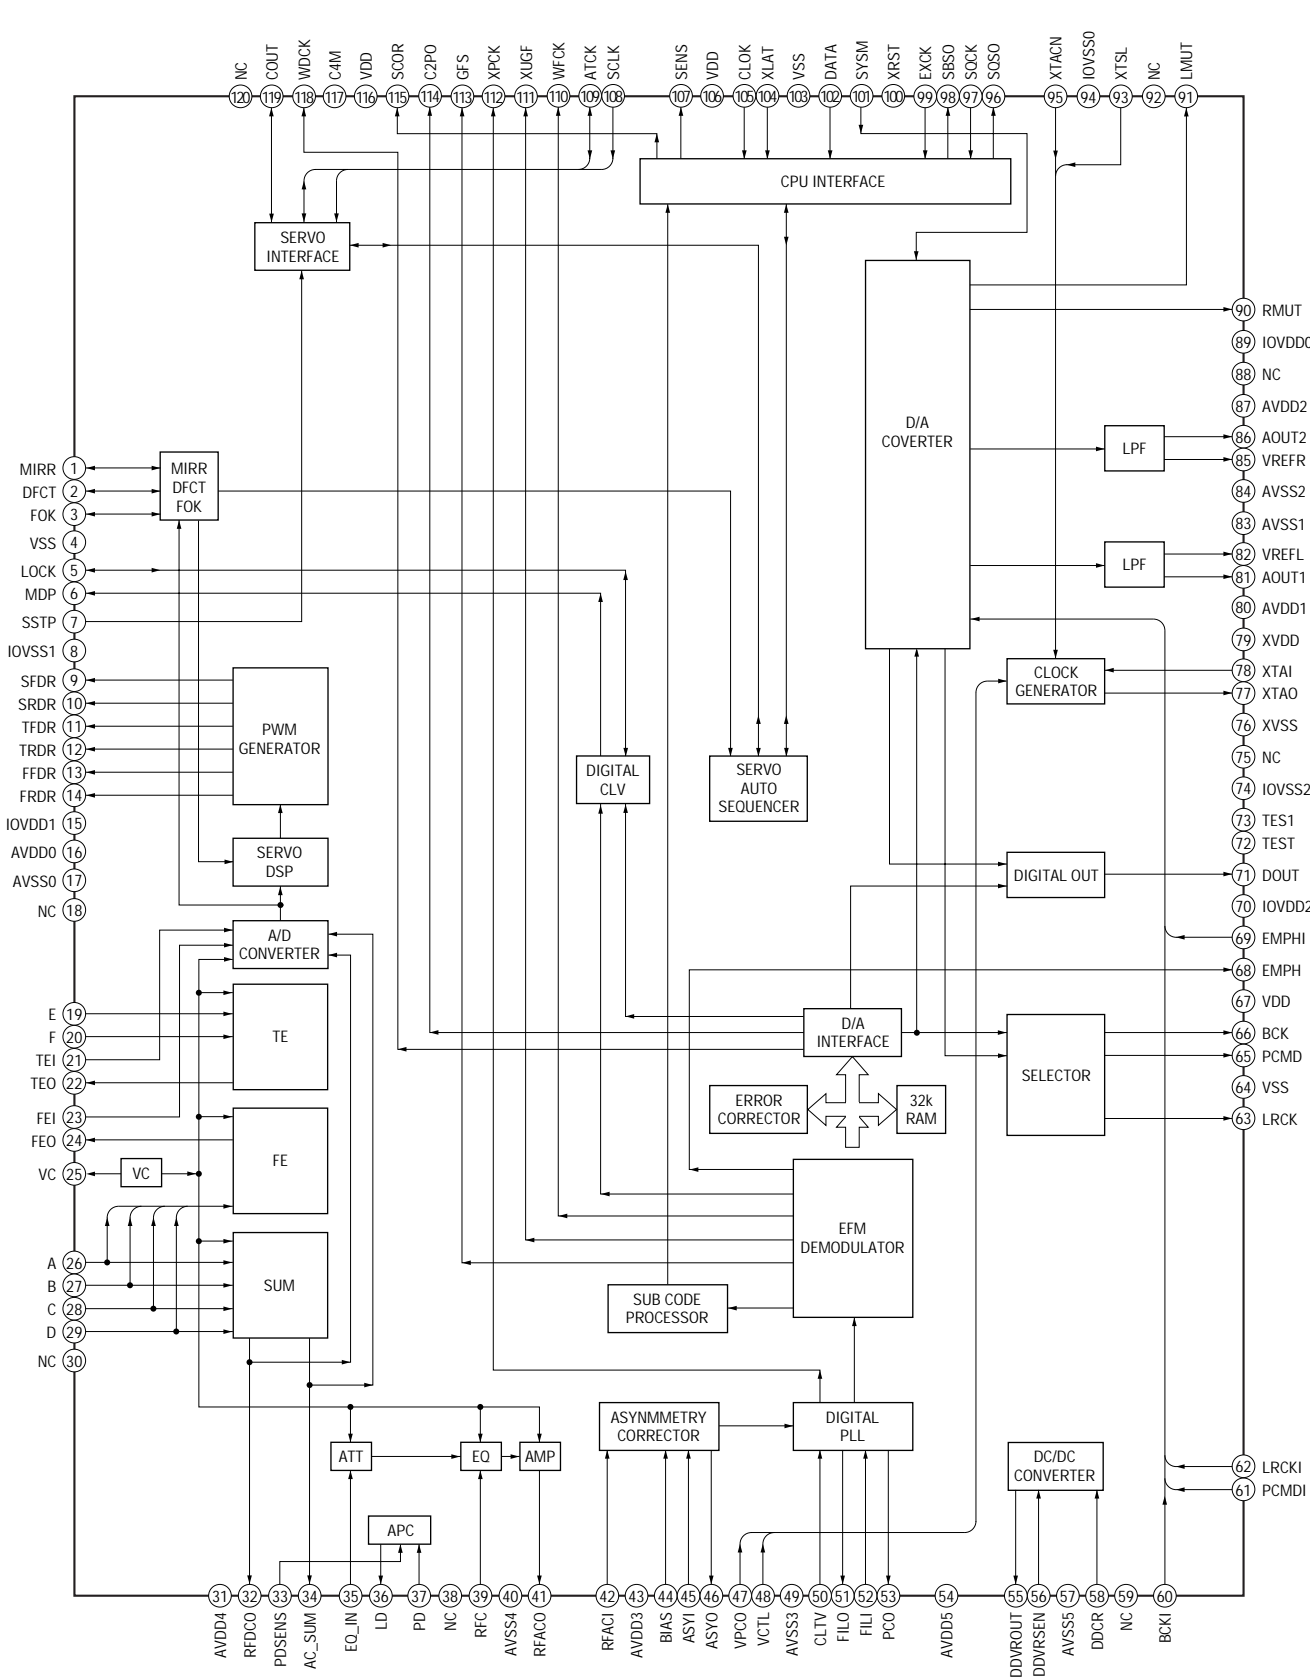 NC
COUT
WDCK
C4M
VDD
SCOR
C2PO
GFS
XPCK
XUGF
WFCK
ATCK
SCLK
SENS
VDD
CLOK
XLAT
VSS
DATA
SYSM
XRST
EXCK
SBSO
SQCK
SQSO
XTACN
IOVSS0
XTSL
NC
LMUT
120
119
118
117
116
115
114
113
112
111
110
109
108
107
106
105
104
103
102
101
100
99
98
97
96
95
94
93
92
91
CPU INTERFACE
SERVO
INTERFACE
90 RMUT
89 IOVDD0
88 NC
87 AVDD2
86 AOUT2
85 VREFR
84 AVSS2
83 AVSS1
82 VREFL
81 AOUT1
80 AVDD1
79 XVDD
78 XTAI
77 XTAO
76 XVSS
75 NC
74 IOVSS2
73 TES1
72 TEST
71 DOUT
70 IOVDD2
69 EMPHI
68 EMPH
67 VDD
66 BCK
65 PCMD
64 VSS
63 LRCK
62 LRCKI
61 PCMDI
D/A
COVERTER
LPF
LPF
MIRR 1
DFCT 2
FOK 3
VSS 4
LOCK 5
MDP 6
SSTP 7
IOVSS1 8
SFDR 9
SRDR 10
TFDR 11
TRDR 12
FFDR 13
FRDR 14
IOVDD1 15
AVDD0 16
AVSS0 17
NC 18
E 19
F 20
TEI 21
TEO 22
FEI 23
FEO 24
VC 25
A 26
B 27
C 28
D 29
NC 30
MIRR
DFCT
FOK
CLOCK
GENERATOR
PWM
GENERATOR
DIGITAL
CLV
SERVO
AUTO
SEQUENCER
SERVO
DSP
DIGITAL OUT
A/D
CONVERTER
TE
D/A
INTERFACE
SELECTOR
ERROR
CORRECTOR
32k
RAM
FE
VC
EFM
DEMODULATOR
SUM
SUB CODE
PROCESSOR
ASYNMMETRY
CORRECTOR
DIGITAL
PLL
ATT
EQ
AMP
DC/DC
CONVERTER
APC
31
32
33
34
35
36
37
38
39
40
41
42
43
44
45
46
47
48
49
50
51
52
53
54
55
56
57
58
59
60
AVDD4
RFDCO
PDSENS
AC_SUM
EQ_IN
LD
PD
NC
RFC
AVSS4
RFACO
RFACI
AVDD3
BIAS
ASYI
ASYO
VPCO
VCTL
AVSS3
CLTV
FILO
FILI
PCO
AVDD5
DDVROUT
DDVRSEN
AVSS5
DDCR
NC
BCKI